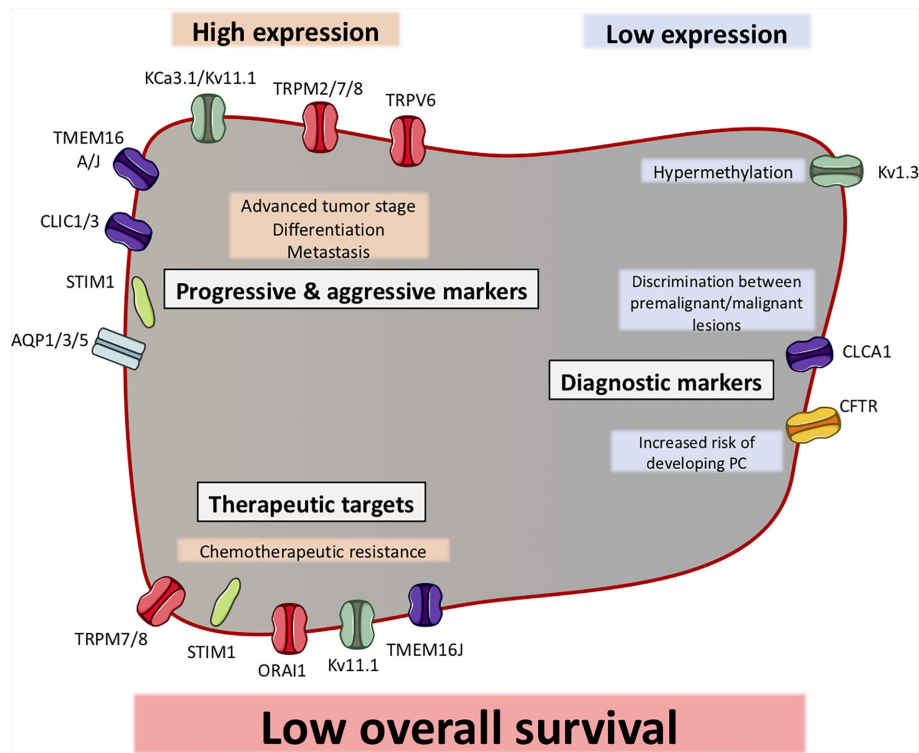 High expression
Low expression
KCa3.1/Kv11.1
TRPM2/7/8
TRPV6
TMEM16
A/J
CLIC1/3
STIM1
AQP1/3/5
Advanced tumor stage
Differentiation
Metastasis
Progressive & aggressive markers
Hypermethylation
Kv1.3
Discrimination between
premalignant/malignant
lesions
CLCA1
Diagnostic markers
CFTR
Increased risk of
developing PC
Therapeutic targets
Chemotherapeutic resistance
TRPM7/8
STIM1
ORAI1
Kv11.1
TMEM16J
Low overall survival